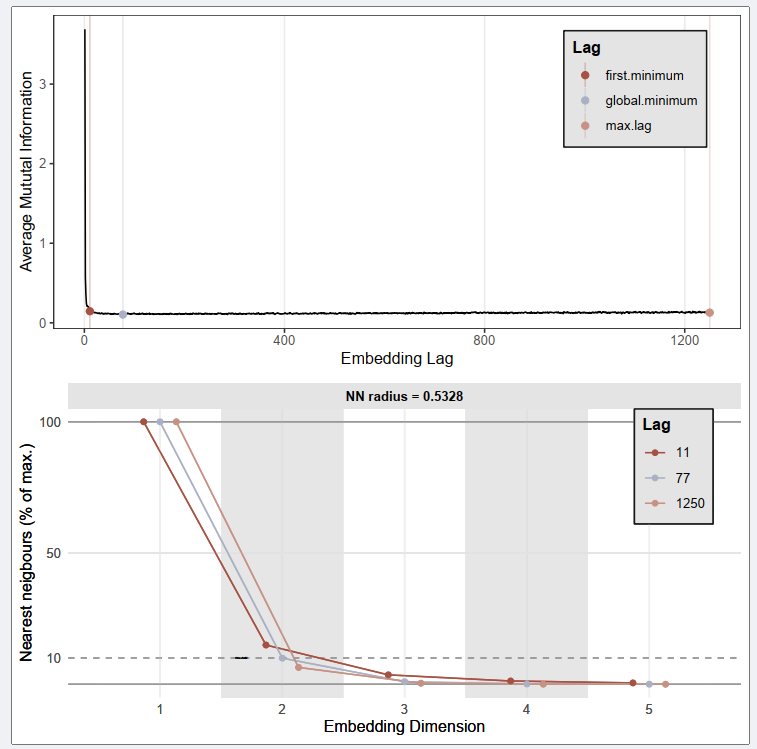 Average Mututal Information
3
2
1
0
0
400
800
1200
Embedding Lag
Lag
first.minimum
global.minimum
max.lag
NN radius = 0.5328
Nearest neigbours (% of max.)
100
50
10
1
2
3
4
5
Embedding Dimension
Lag
11
77
1250